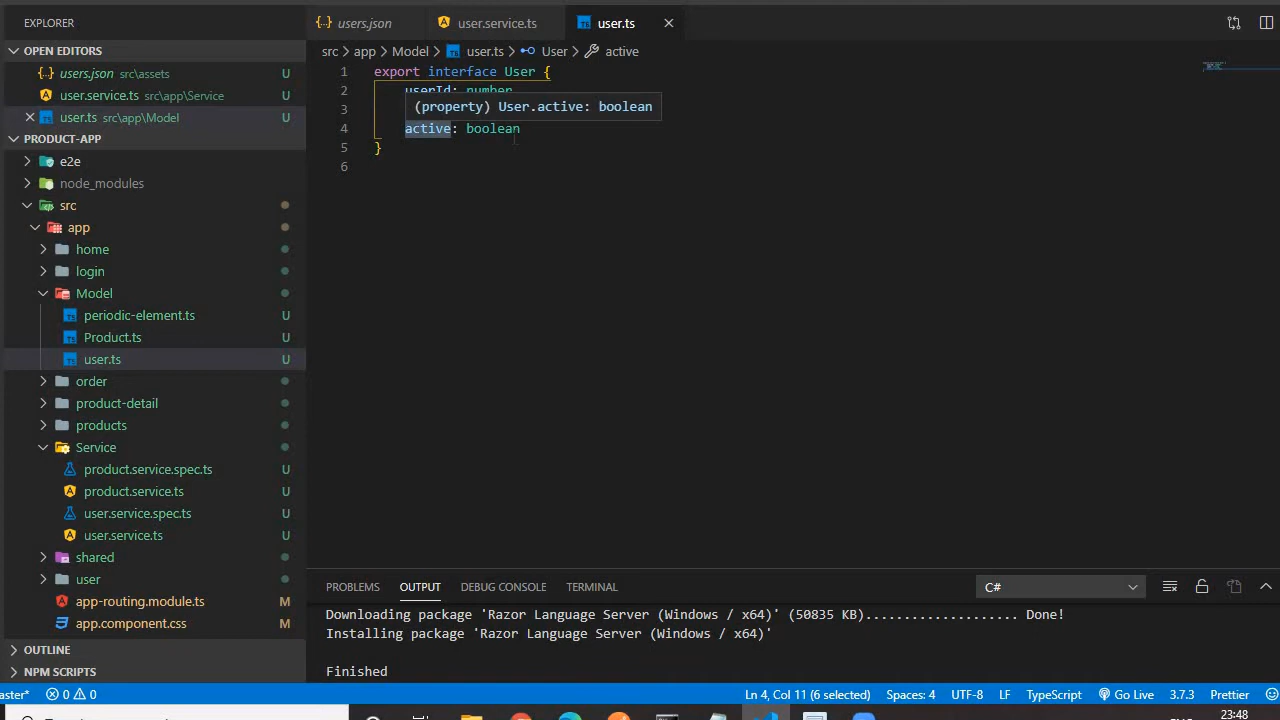 EXPLORER
users.json
user.service.ts
user.ts
OPEN EDITORS
users.json src\assets U
user.service.ts src\app\Service U
user.ts src\app\Model U
PRODUCT-APP
e2e
node_modules
src
app
home
login
Model
periodic-element.ts U
Product.ts U
user.ts U
order
product-detail
products
Service
product.service.spec.ts U
product.service.ts U
user.service.spec.ts U
user.service.ts U
shared
user
app-routing.module.ts M
app.component.css M
OUTLINE
NPM SCRIPTS
src > app > Model > user.ts > User > active
1 export interface User {
2 userId: number
(property) User.active: boolean
3
4 active: boolean
5 }
6
PROBLEMS OUTPUT DEBUG CONSOLE TERMINAL
C#
Downloading package 'Razor Language Server (Windows / x64)' (50835 KB).................... Done!
Installing package 'Razor Language Server (Windows / x64)'
Finished
aster* 0 0 Ln 4, Col 11 (6 selected) Spaces: 4 UTF-8 LF TypeScript Go Live 3.7.3 Prettier
23:48